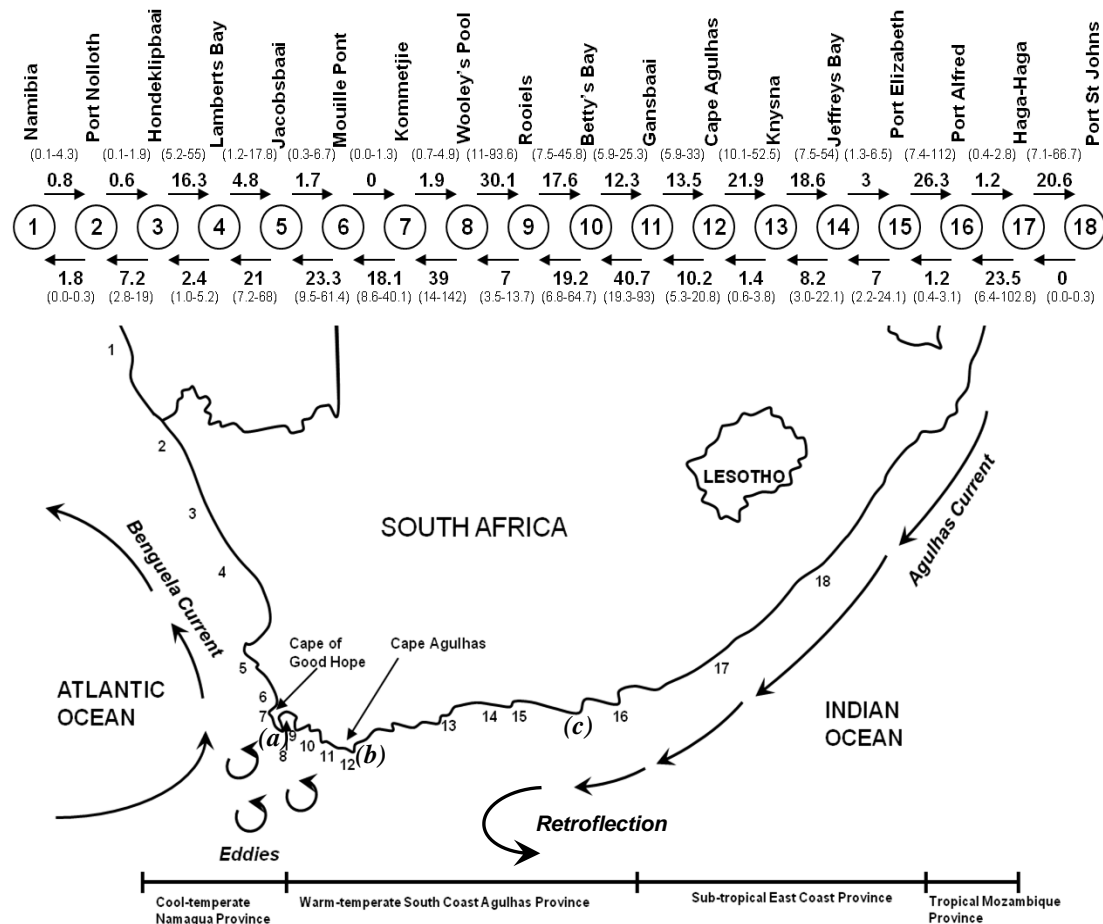 Namibia Port Nolloth Hondeklipbaai Lamberts Bay Jacobsbaai Mouille Pont Kommetjie Wooley's Pool Rooiels Betty's Bay Gansbaai Cape Agulhas Knysna Jeffreys Bay Port Elizabeth Port Alfred Haga-Haga Port St Johns
(0.1-4.3) (0.1-1.9) (5.2-55) (1.2-17.8) (0.3-6.7) (0.0-1.3) (0.7-4.9) (11-93.6) (7.5-45.8) (5.9-25.3) (5.9-33) (10.1-52.5) (7.5-54) (1.3-6.5) (7.4-112) (0.4-2.8) (7.1-66.7)
0.8 0.6 16.3 4.8 1.7 0 1.9 30.1 17.6 12.3 13.5 21.9 18.6 3 26.3 1.2 20.6
1 2 3 4 5 6 7 8 9 10 11 12 13 14 15 16 17 18
1.8 7.2 2.4 21 23.3 18.1 39 7 19.2 40.7 10.2 1.4 8.2 7 1.2 23.5 0
(0.0-0.3) (2.8-19) (1.0-5.2) (7.2-68) (9.5-61.4) (8.6-40.1) (14-142) (3.5-13.7) (6.8-64.7) (19.3-93) (5.3-20.8) (0.6-3.8) (3.0-22.1) (2.2-24.1) (0.4-3.1) (6.4-102.8) (0.0-0.3)
1
2
3
4
5
6
7
8
9
10
11
12
13
14
15
16
17
18
LESOTHO
SOUTH AFRICA
Agulhas Current
Benguela Current
Cape of
Good Hope
Cape Agulhas
ATLANTIC
OCEAN
INDIAN
OCEAN
(a)
(b)
(c)
Retroflection
Eddies
Cool-temperate
Namaqua Province
Warm-temperate South Coast Agulhas Province
Sub-tropical East Coast Province
Tropical Mozambique
Province